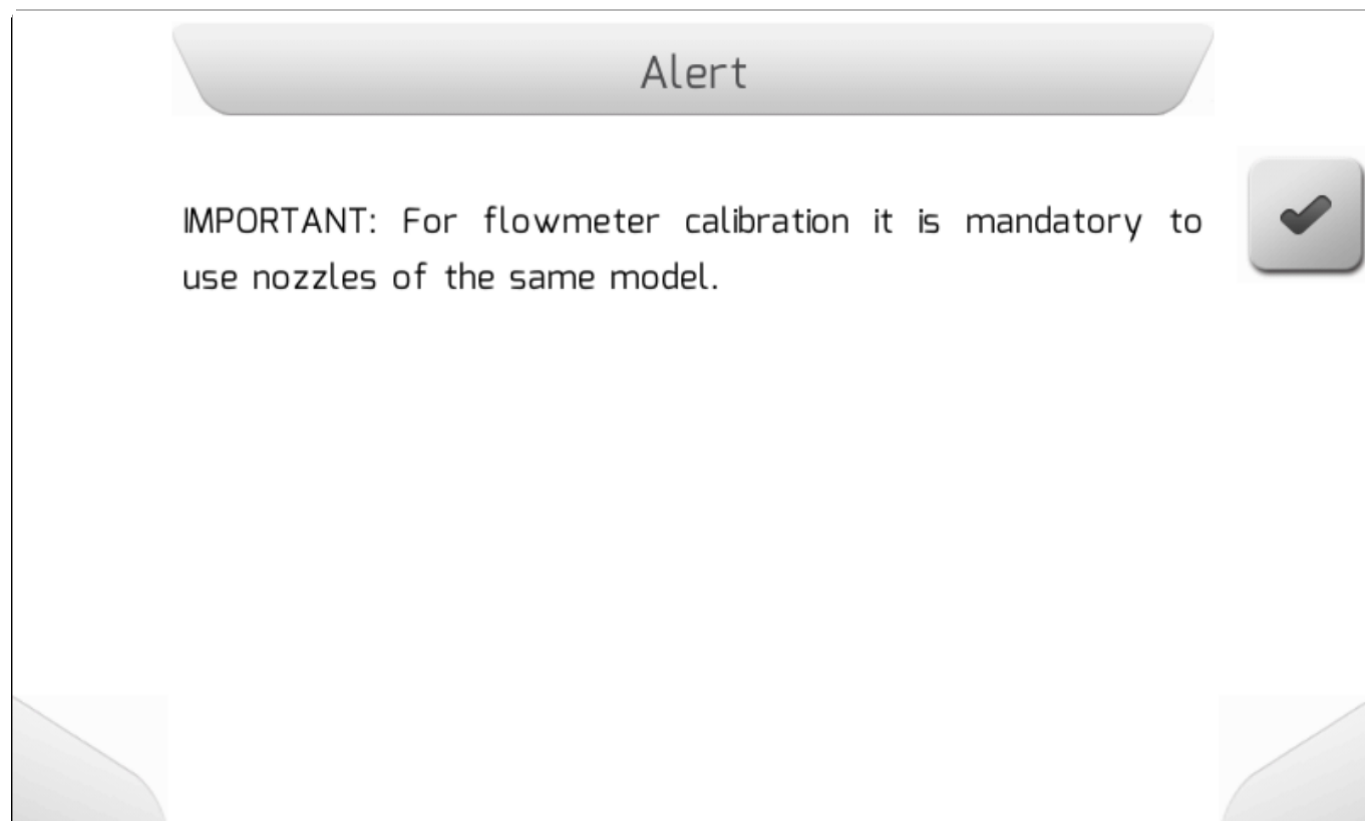 Alert
IMPORTANT: For flowmeter calibration it is mandatory to
use nozzles of the same model.